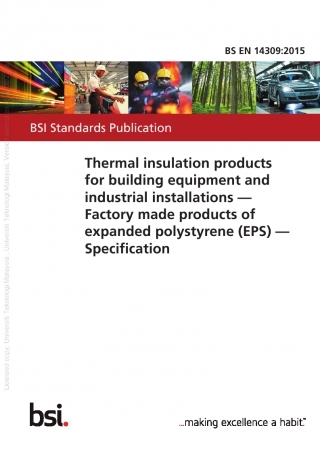 BS EN 14309:2015
BSI Standards Publication
Thermal insulation products
for building equipment and
industrial installations —
Factory made products of
expanded polystyrene (EPS) —
Specification
bsi.
...making excellence a habit.™
Licensed copy: Universiti Teknologi Malaysia, Universiti Teknologi Malaysia, Version